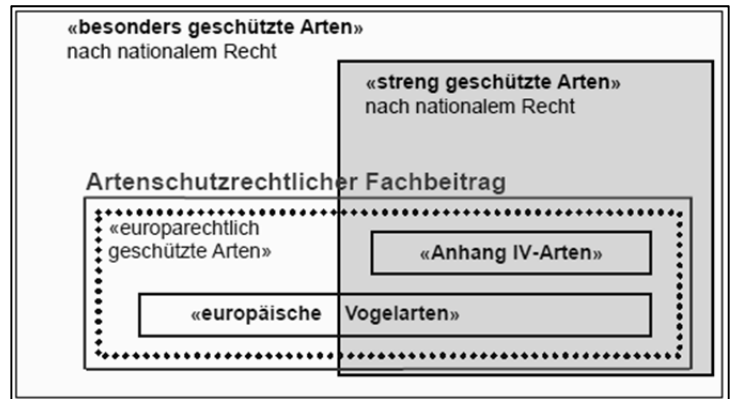 «besonders geschützte Arten»
nach nationalem Recht
«streng geschützte Arten»
nach nationalem Recht
Artenschutzrechtlicher Fachbeitrag
«europarechtlich
geschützte Arten»
«Anhang IV-Arten»
«europäische Vogelarten»